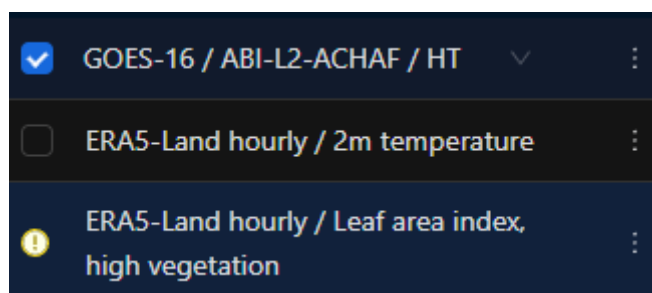 GOES-16 / ABI-L2-ACHAF / HT
ERA5-Land hourly / 2m temperature
ERA5-Land hourly / Leaf area index,
high vegetation